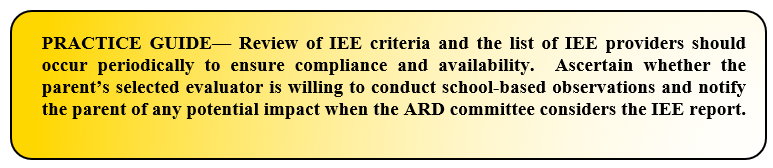 PRACTICE GUIDE— Review of IEE criteria and the list of IEE providers should
occur periodically to ensure compliance and availability.  Ascertain whether the
parent’s selected evaluator is willing to conduct school-based observations and notify
the parent of any potential impact when the ARD committee considers the IEE report.